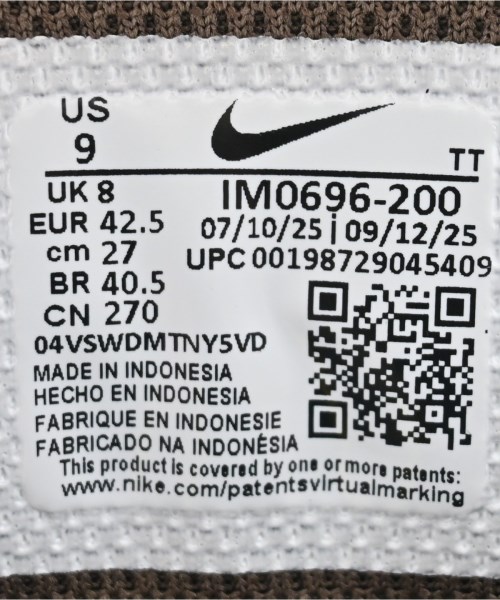 US
9
TT
UK 8
IM0696-200
EUR 42.5
07/10/25 | 09/12/25
cm 27
UPC 00198729045409
BR 40.5
CN 270
04VSWDMTNY5VD
MADE IN INDONESIA
HECHO EN INDONESIA
FABRIQUE EN INDONESIE
FABRICADO NA INDONÉSIA
This product is covered by one or more patents:
www.nike.com/patentsvirtualmarking